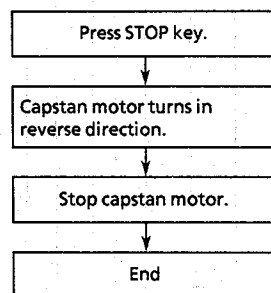 Press STOP key.
Capstan motor turns in
reverse direction.
Stop capstan motor.
End